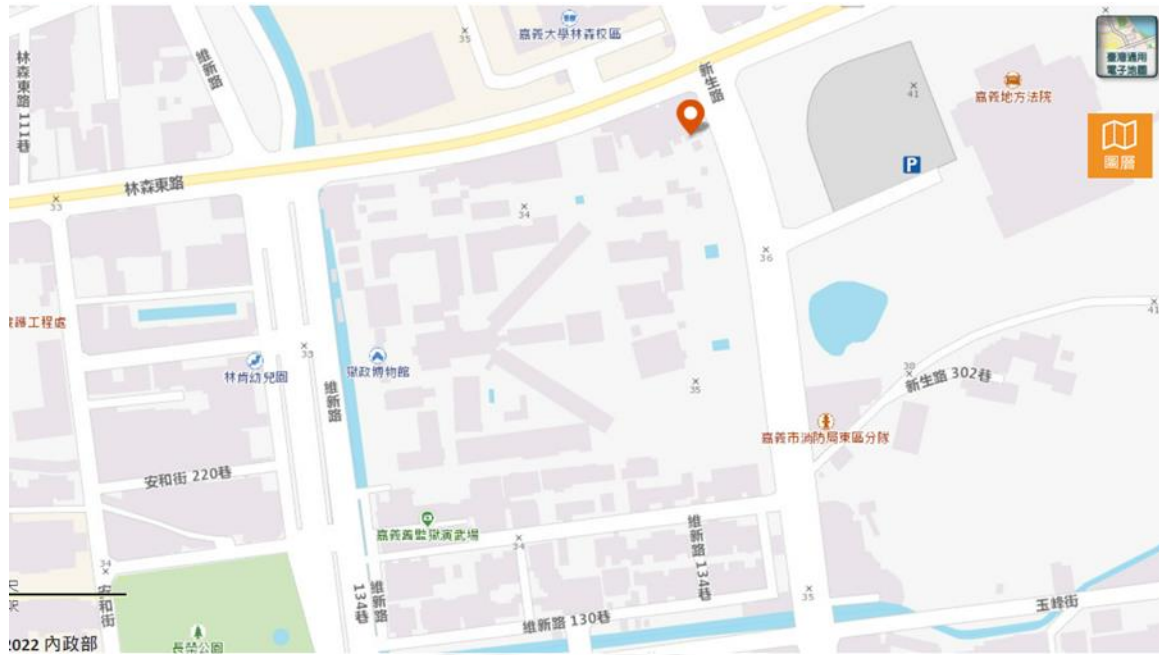 嘉義大學林森校區
35
新生路
臺灣通用
電子地圖
林森東路 111巷
維新路
41
嘉義地方法院
圖層
P
林森東路
33
34
36
護工程處
林肯幼兒園
33
維新路
獄政博物館
35
38
新生路 302巷
41
嘉義市消防局東區分隊
安和街 220巷
嘉義舊監獄演武場
34
維新路 134巷
34
安和街
維新路
134巷
35
玉峰街
維新路 130巷
2022 內政部
長榮公園